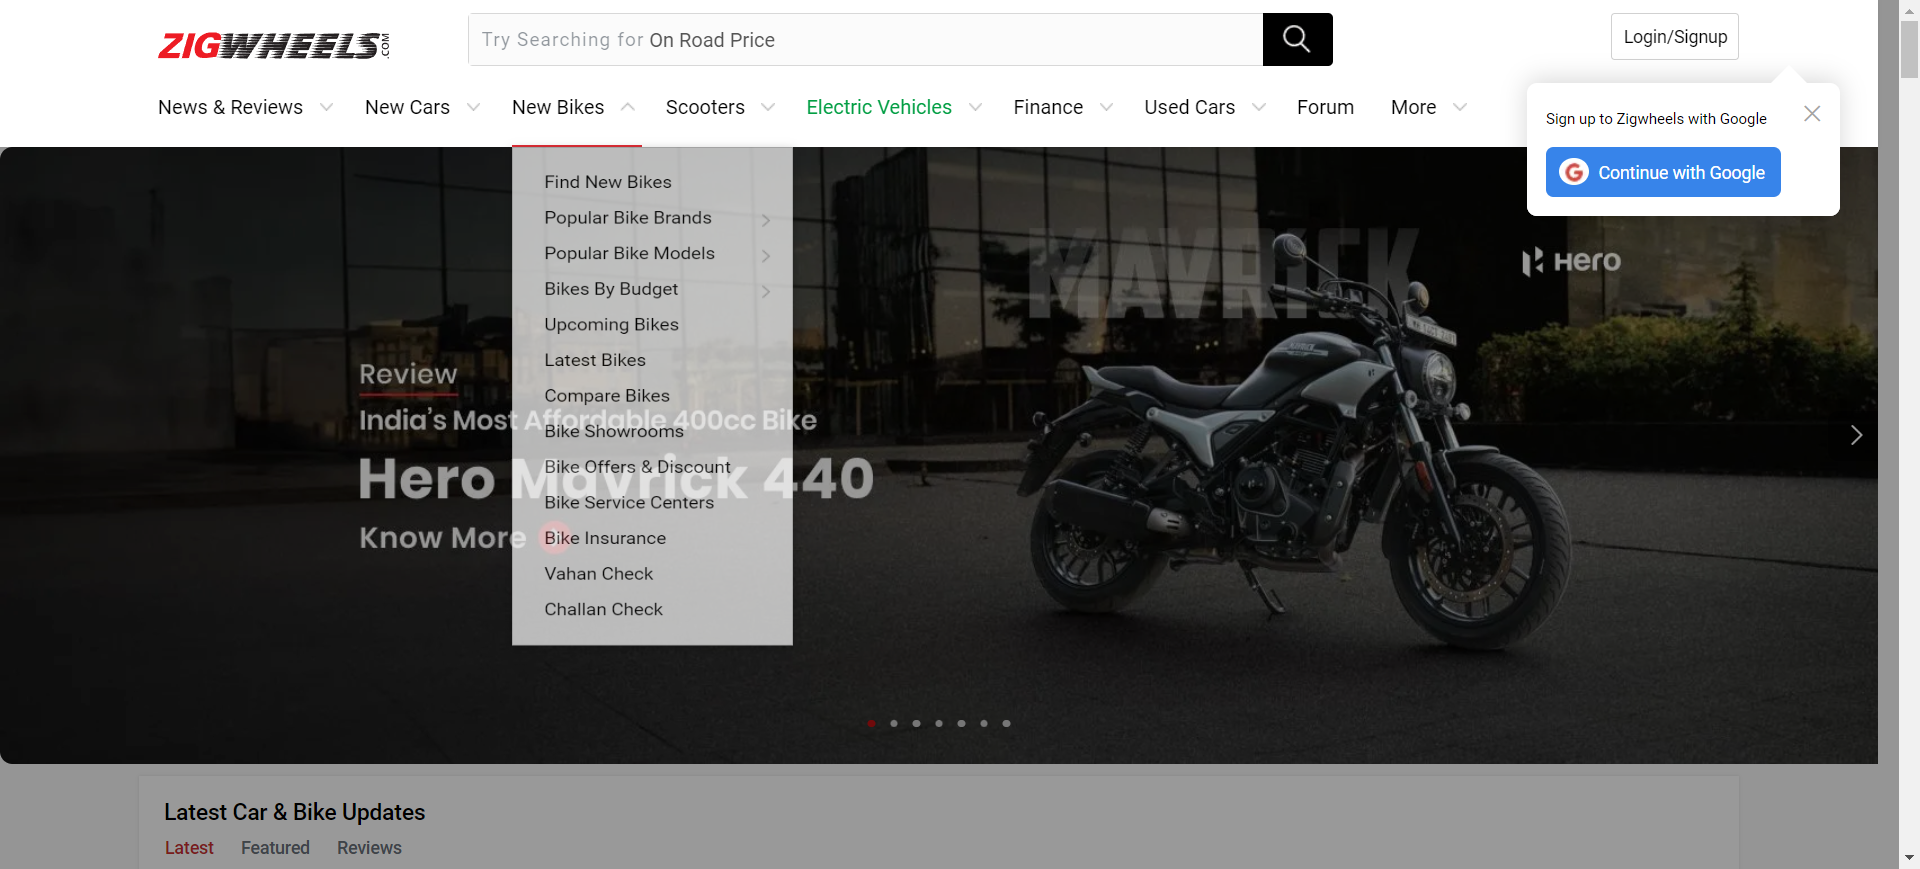 ZIGWHEELS.COM
Try Searching for On Road Price
Login/Signup
News & Reviews
New Cars
New Bikes
Scooters
Electric Vehicles
Finance
Used Cars
Forum
More
Sign up to Zigwheels with Google
Continue with Google
Find New Bikes
Popular Bike Brands
Popular Bike Models
Bikes By Budget
Upcoming Bikes
Latest Bikes
Compare Bikes
Bike Showrooms
Bike Offers & Discount
Bike Service Centers
Bike Insurance
Vahan Check
Challan Check
Review
India's Most Affordable 400cc Bike
Hero Mavrick 440
Know More
MAVRICK
Hero
Latest Car & Bike Updates
Latest
Featured
Reviews